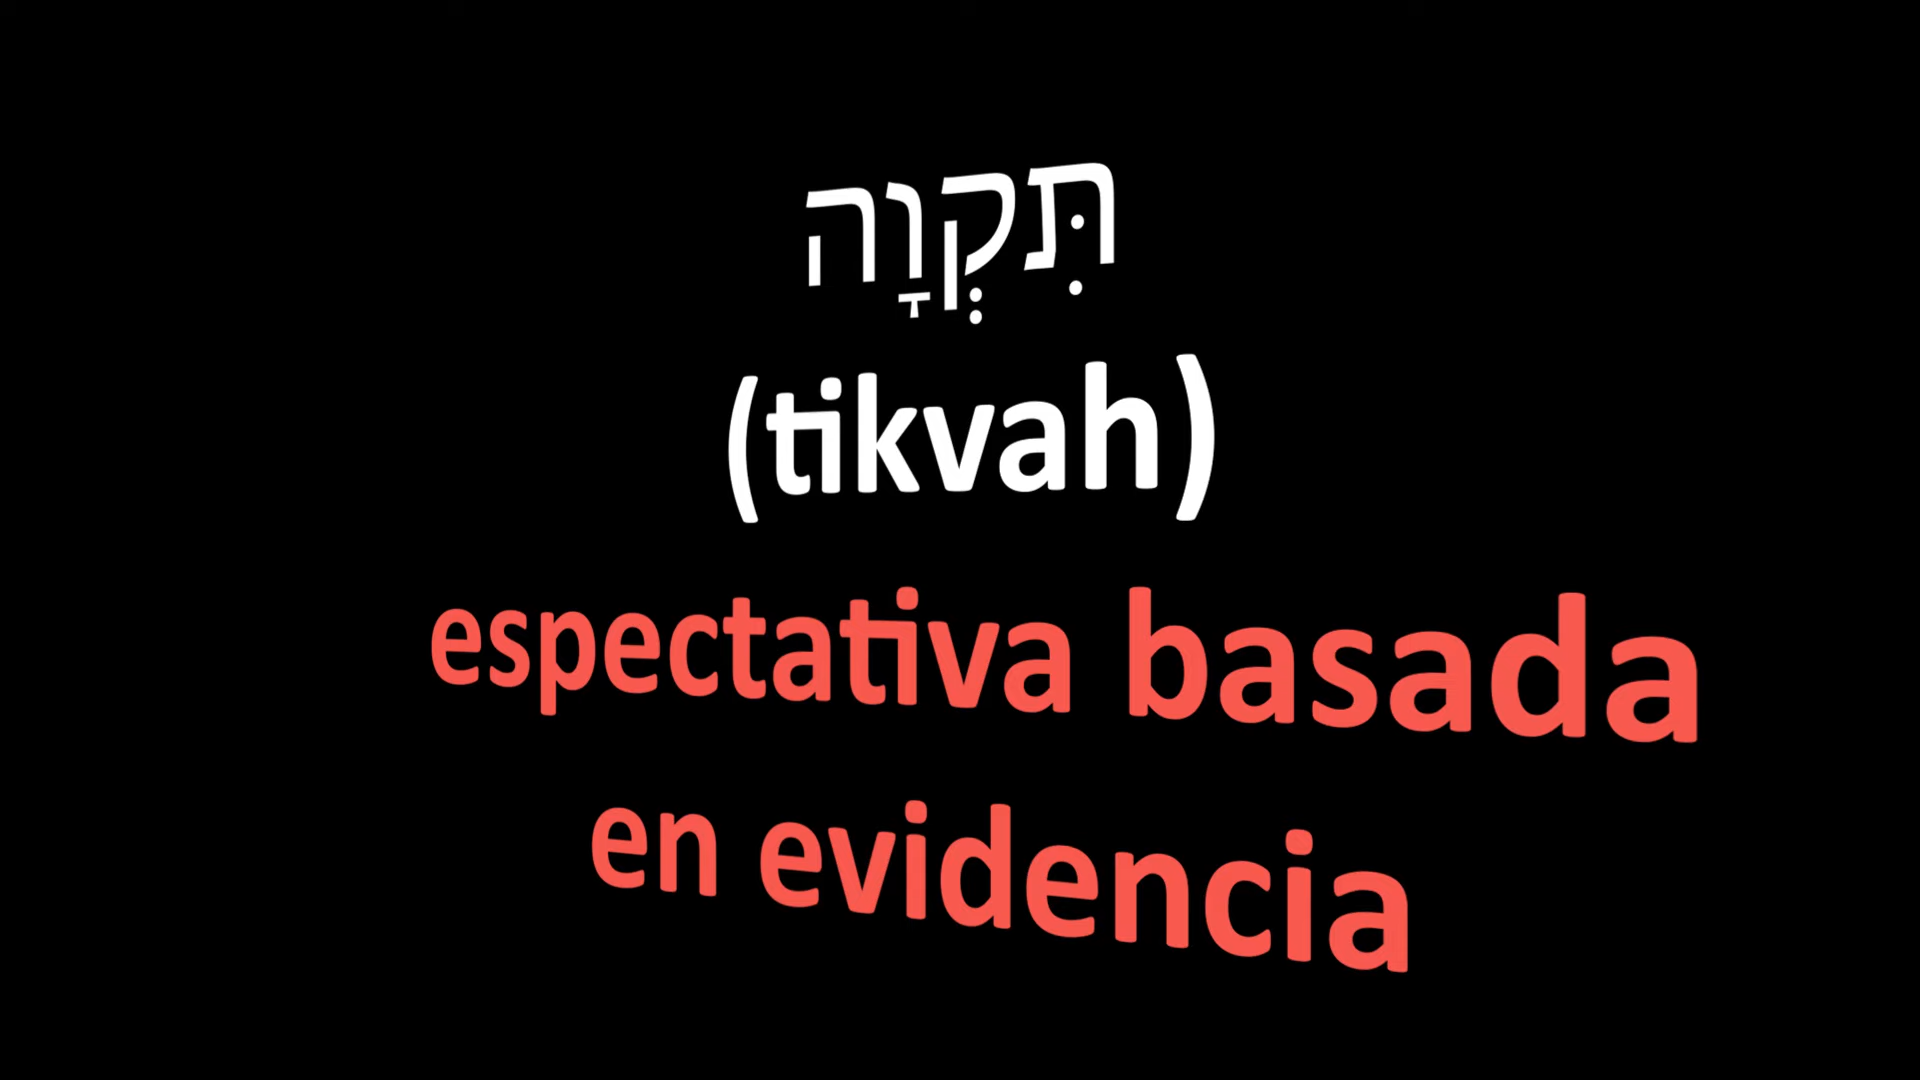 תִּקְוָה
(tikvah)
espectativa basada
en evidencia